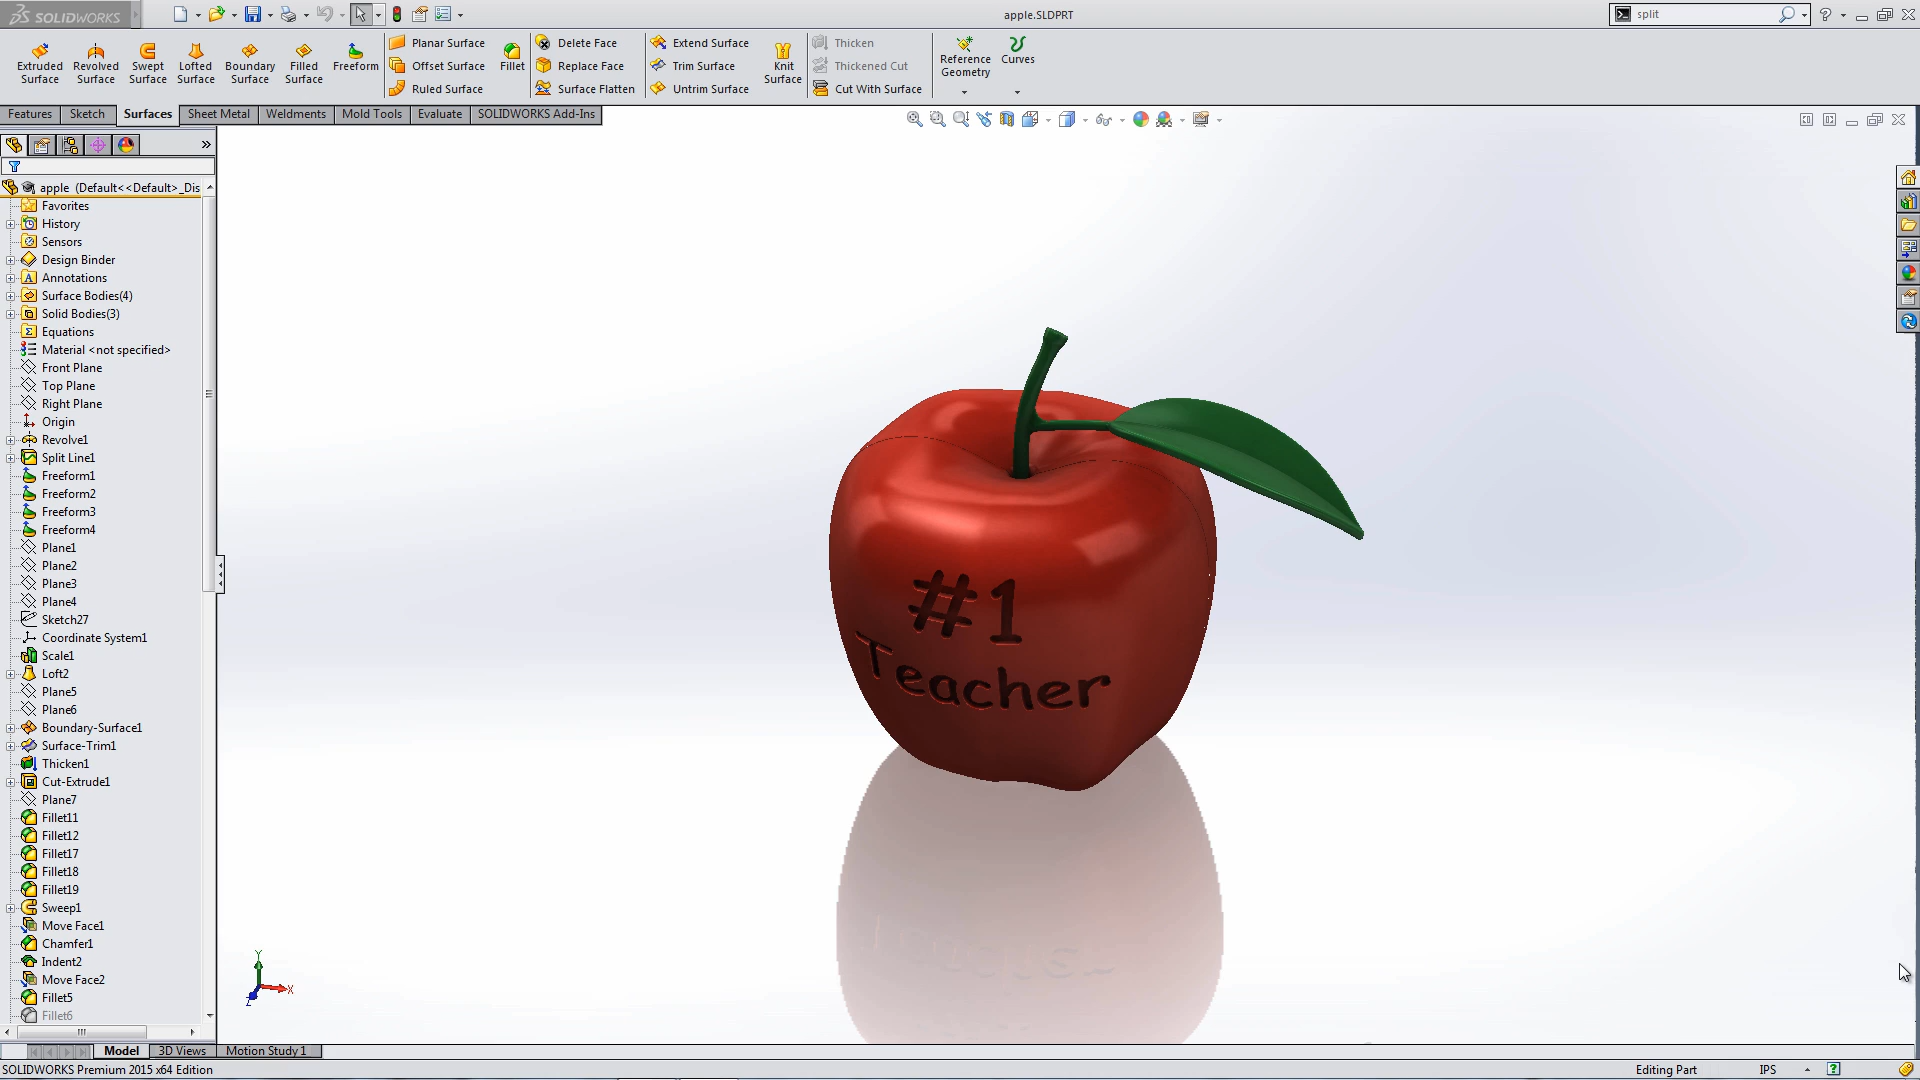 SOLIDWORKS
apple.SLDPRT
split
Extruded Surface
Revolved Surface
Swept Surface
Lofted Surface
Boundary Surface
Filled Surface
Freeform
Planar Surface
Offset Surface
Ruled Surface
Fillet
Delete Face
Replace Face
Surface Flatten
Extend Surface
Trim Surface
Untrim Surface
Knit Surface
Thicken
Thickened Cut
Cut With Surface
Reference Geometry
Curves
Features
Sketch
Surfaces
Sheet Metal
Weldments
Mold Tools
Evaluate
SOLIDWORKS Add-Ins
apple (Default<<Default>_Dis
Favorites
History
Sensors
Design Binder
Annotations
Surface Bodies(4)
Solid Bodies(3)
Equations
Material <not specified>
Front Plane
Top Plane
Right Plane
Origin
Revolve1
Split Line1
Freeform1
Freeform2
Freeform3
Freeform4
Plane1
Plane2
Plane3
Plane4
Sketch27
Coordinate System1
Scale1
Loft2
Plane5
Plane6
Boundary-Surface1
Surface-Trim1
Thicken1
Cut-Extrude1
Plane7
Fillet11
Fillet12
Fillet17
Fillet18
Fillet19
Sweep1
Move Face1
Chamfer1
Indent2
Move Face2
Fillet5
Fillet6
#1
Teacher
Y
X
Z
Model
3D Views
Motion Study 1
SOLIDWORKS Premium 2015 x64 Edition
Editing Part
IPS